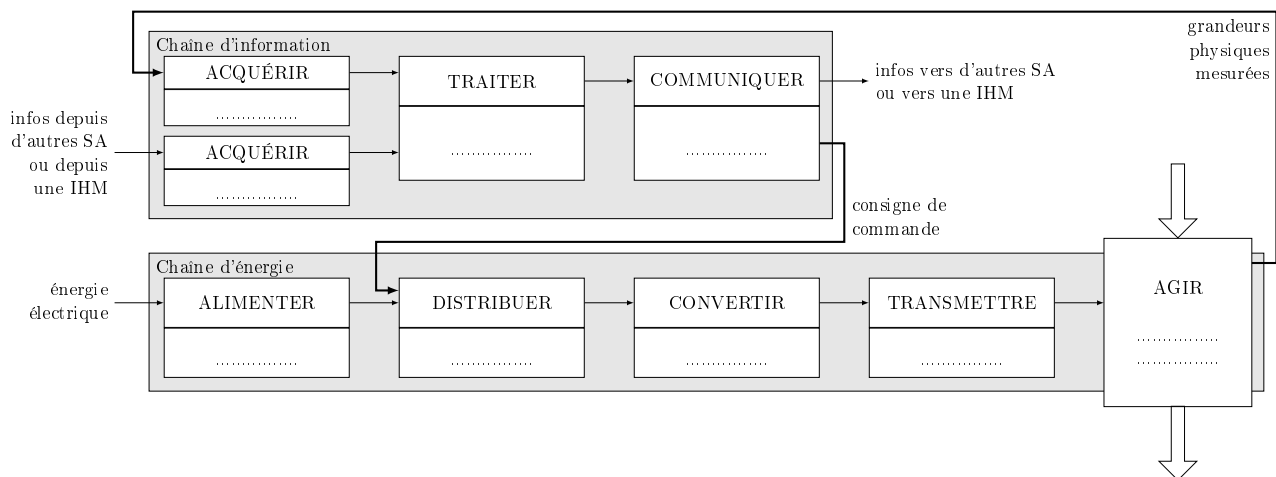 grandeurs
physiques
mesurées
Chaîne d'information
ACQUÉRIR
................
TRAITER
................
COMMUNIQUER
................
infos vers d'autres SA
ou vers une IHM
infos depuis
d'autres SA
ou depuis
une IHM
ACQUÉRIR
................
consigne de
commande
Chaîne d'énergie
énergie
électrique
ALIMENTER
................
DISTRIBUER
................
CONVERTIR
................
TRANSMETTRE
................
AGIR
................
................